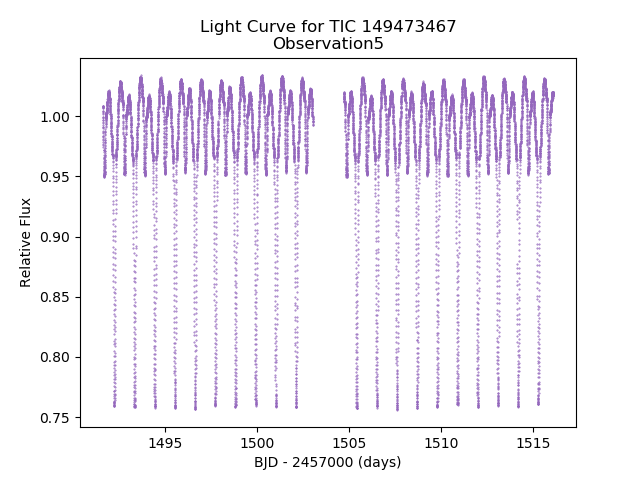 Light Curve for TIC 149473467
Observation5
Relative Flux
1.00
0.95
0.90
0.85
0.80
0.75
1495
1500
1505
1510
1515
BJD - 2457000 (days)